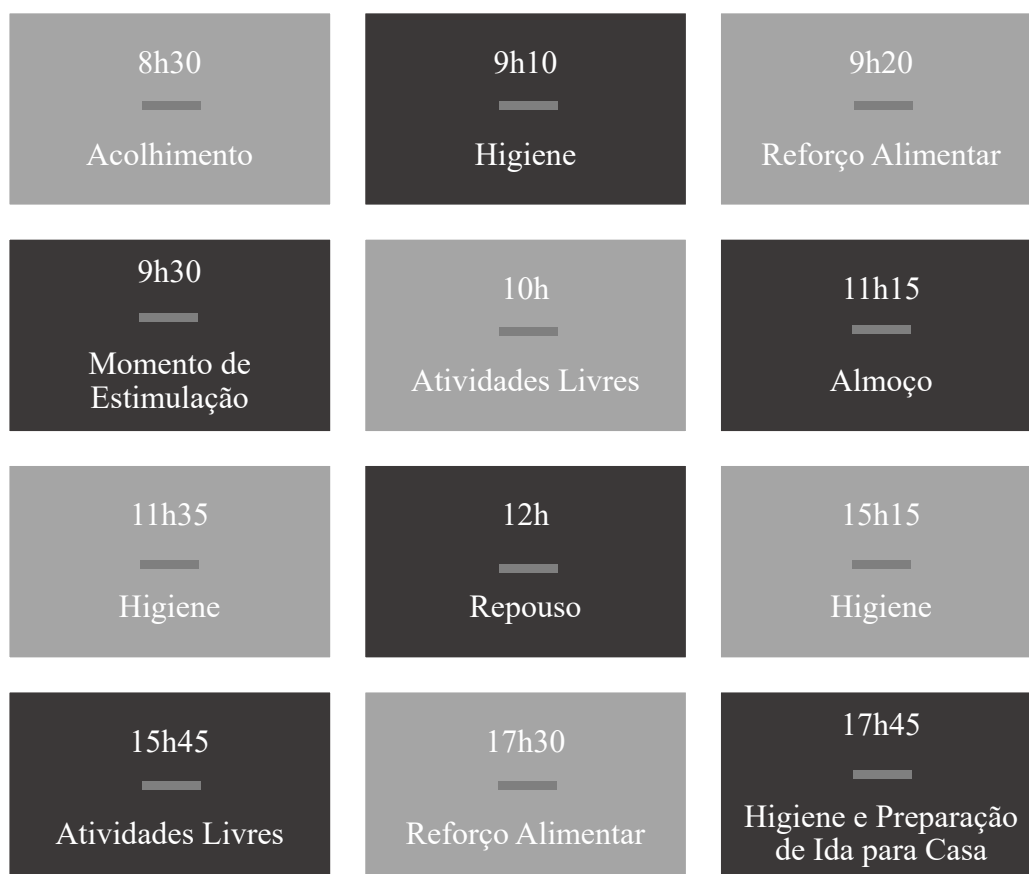 8h30
Acolhimento
9h10
Higiene
9h20
Reforço Alimentar
9h30
Momento de
Estimulação
10h
Atividades Livres
11h15
Almoço
11h35
Higiene
12h
Repouso
15h15
Higiene
15h45
Atividades Livres
17h30
Reforço Alimentar
17h45
Higiene e Preparação
de Ida para Casa